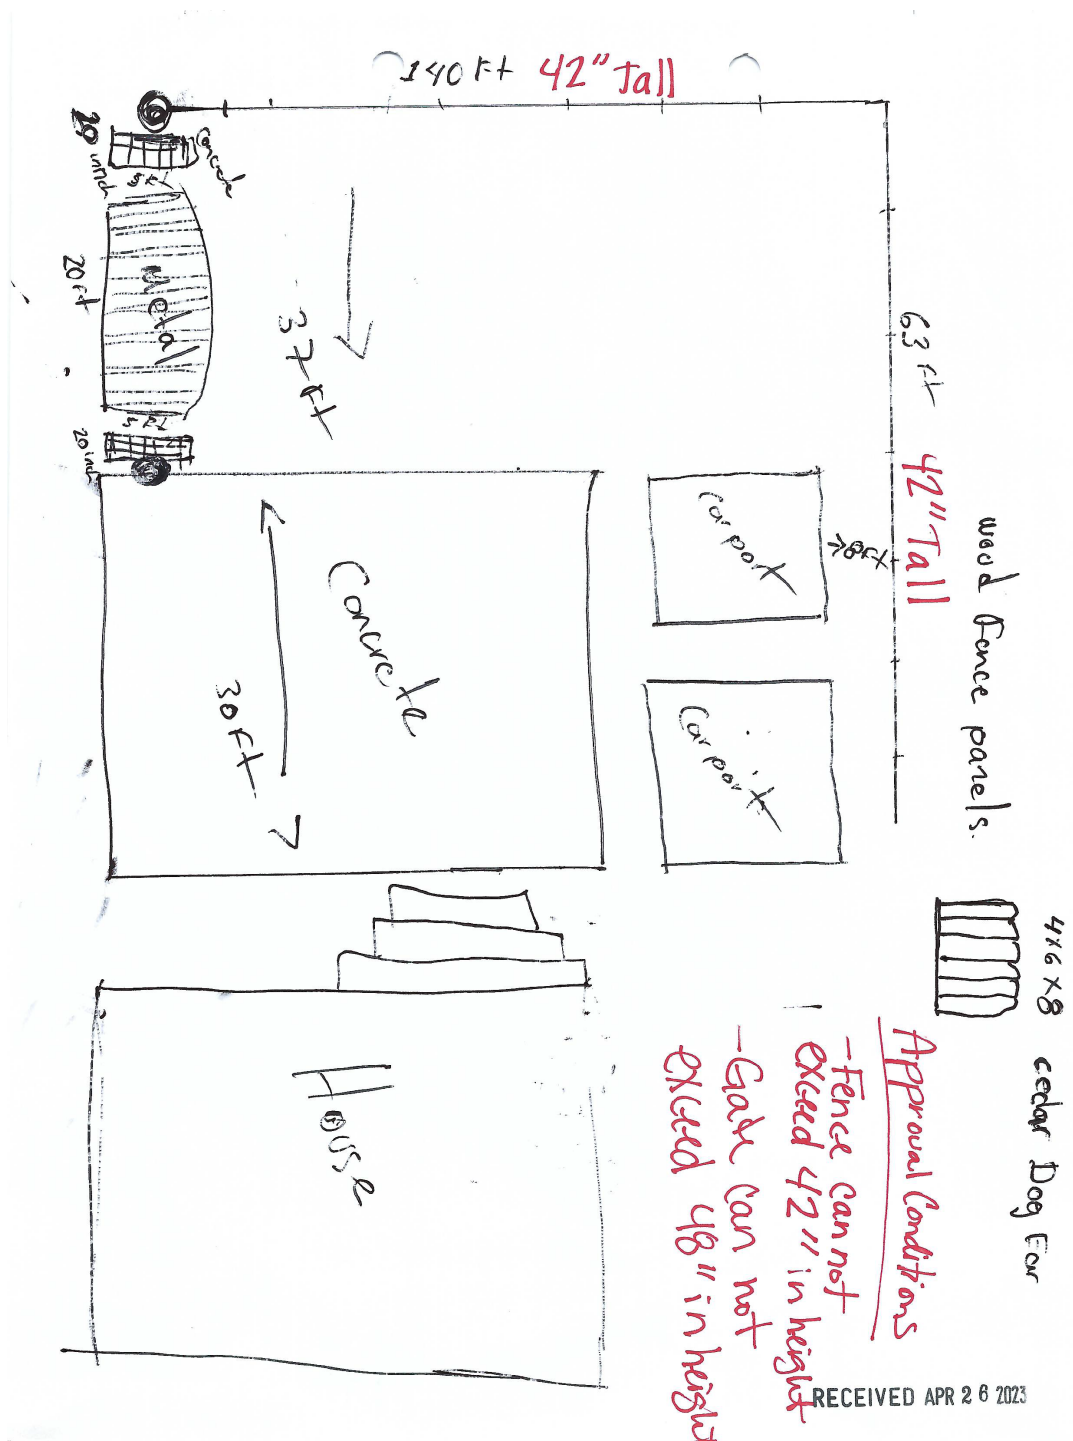 140 Ft 42" Tall
20 inch
Concrete
5 Ft
20 Ft
Metal
37 Ft
5 Ft
20 inch
63 Ft 42" Tall
wood Fence panels.
Carport
8 Ft
Carport
Concrete
30 Ft.
4x6x8 cedar Dog Ear
Approval Conditions
- Fence cannot
exceed 42" in height
- Gate can not
exceed 48" in height
House
RECEIVED APR 26 2023